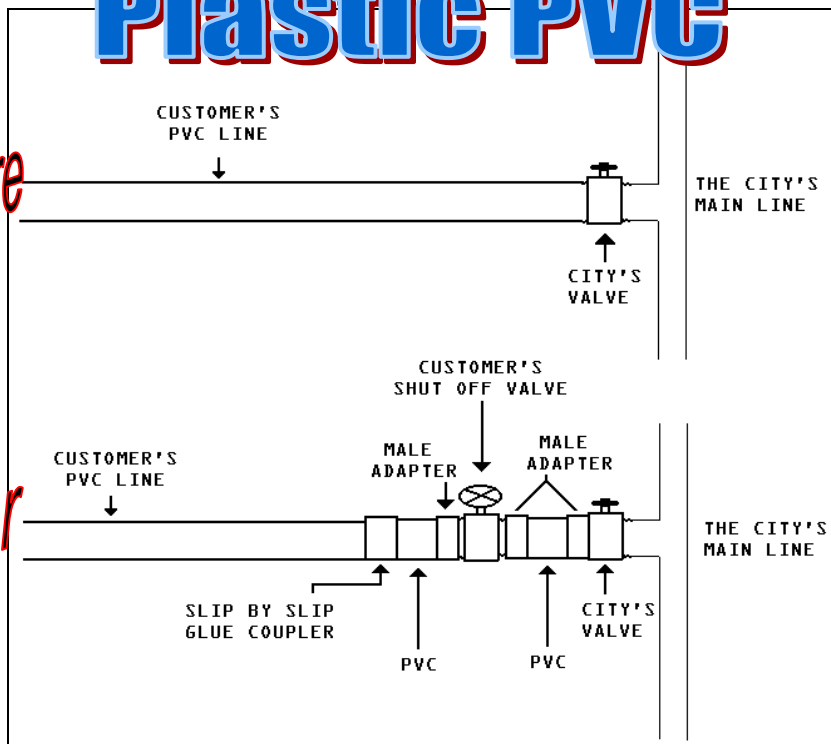 Plastic PVC
CUSTOMER'S
PVC LINE
THE CITY'S
MAIN LINE
CITY'S
VALVE
CUSTOMER'S
SHUT OFF VALVE
MALE
ADAPTER
MALE
ADAPTER
CUSTOMER'S
PVC LINE
THE CITY'S
MAIN LINE
SLIP BY SLIP
GLUE COUPLER
CITY'S
VALVE
PVC
PVC